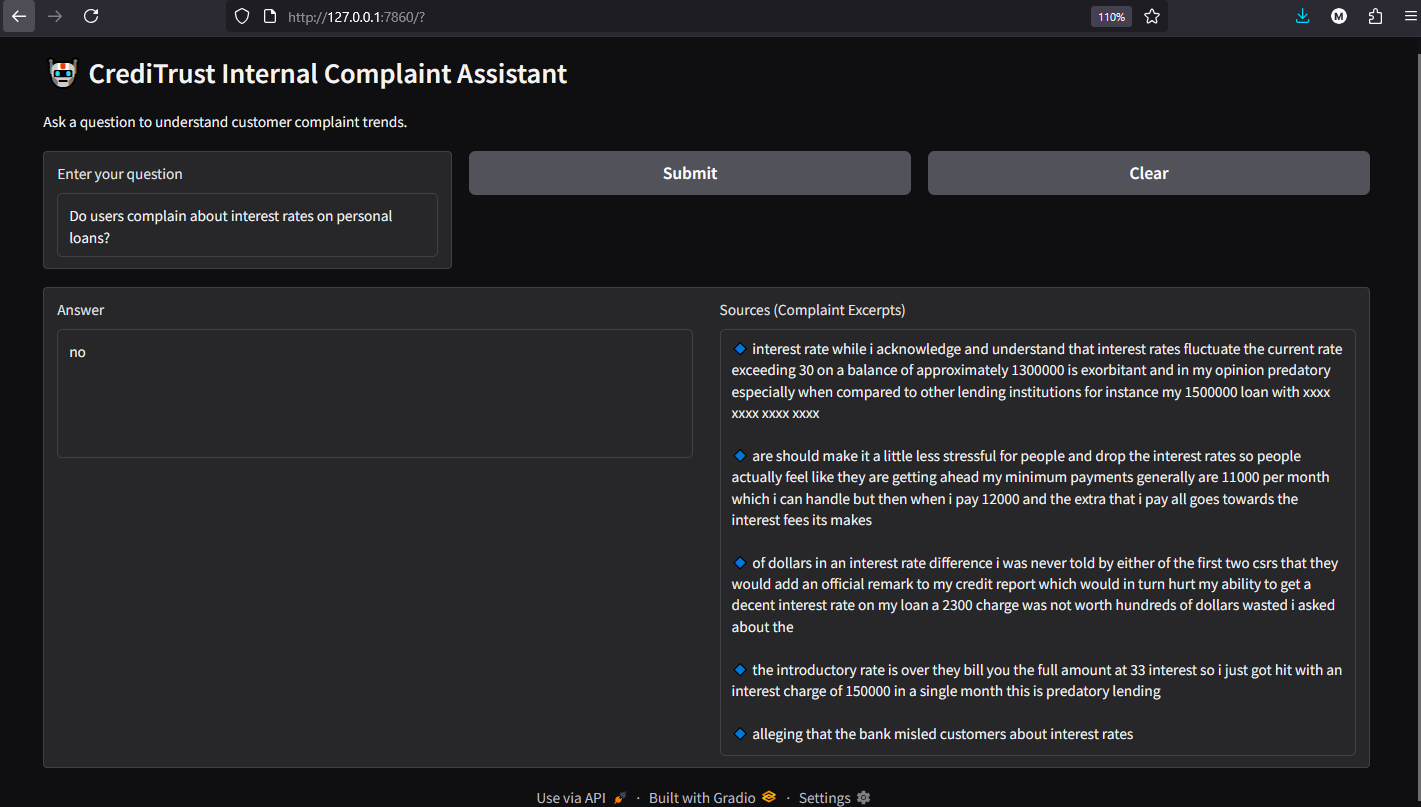 http://127.0.0.1:7860/?
110%
M
CrediTrust Internal Complaint Assistant
Ask a question to understand customer complaint trends.
Enter your question
Do users complain about interest rates on personal
loans?
Submit
Clear
Answer
no
Sources (Complaint Excerpts)
interest rate while i acknowledge and understand that interest rates fluctuate the current rate
exceeding 30 on a balance of approximately 1300000 is exorbitant and in my opinion predatory
especially when compared to other lending institutions for instance my 1500000 loan with xxxx
xxxx xxxx xxxx
are should make it a little less stressful for people and drop the interest rates so people
actually feel like they are getting ahead my minimum payments generally are 11000 per month
which i can handle but then when i pay 12000 and the extra that i pay all goes towards the
interest fees its makes
of dollars in an interest rate difference i was never told by either of the first two csrs that they
would add an official remark to my credit report which would in turn hurt my ability to get a
decent interest rate on my loan a 2300 charge was not worth hundreds of dollars wasted i asked
about the
the introductory rate is over they bill you the full amount at 33 interest so i just got hit with an
interest charge of 150000 in a single month this is predatory lending
alleging that the bank misled customers about interest rates
Use via API · Built with Gradio · Settings